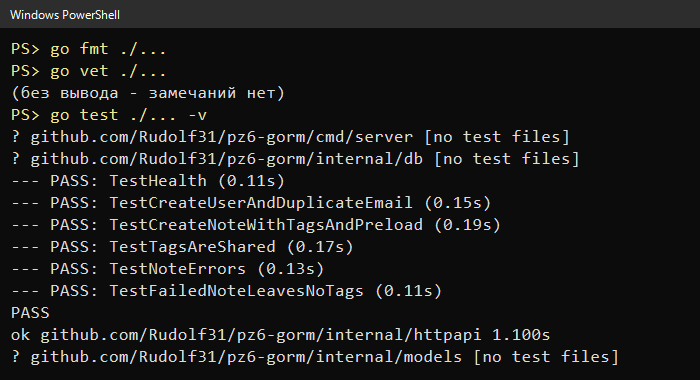 Windows PowerShell
PS> go fmt ./...
PS> go vet ./...
(без вывода - замечаний нет)
PS> go test ./... -v
? github.com/Rudolf31/pz6-gorm/cmd/server [no test files]
? github.com/Rudolf31/pz6-gorm/internal/db [no test files]
--- PASS: TestHealth (0.11s)
--- PASS: TestCreateUserAndDuplicateEmail (0.15s)
--- PASS: TestCreateNoteWithTagsAndPreload (0.19s)
--- PASS: TestTagsAreShared (0.17s)
--- PASS: TestNoteErrors (0.13s)
--- PASS: TestFailedNoteLeavesNoTags (0.11s)
PASS
ok github.com/Rudolf31/pz6-gorm/internal/httpapi 1.100s
? github.com/Rudolf31/pz6-gorm/internal/models [no test files]